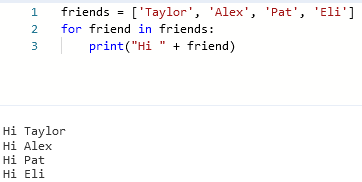 1 friends = ['Taylor', 'Alex', 'Pat', 'Eli']
2 for friend in friends:
3     print("Hi " + friend)
Hi Taylor
Hi Alex
Hi Pat
Hi Eli